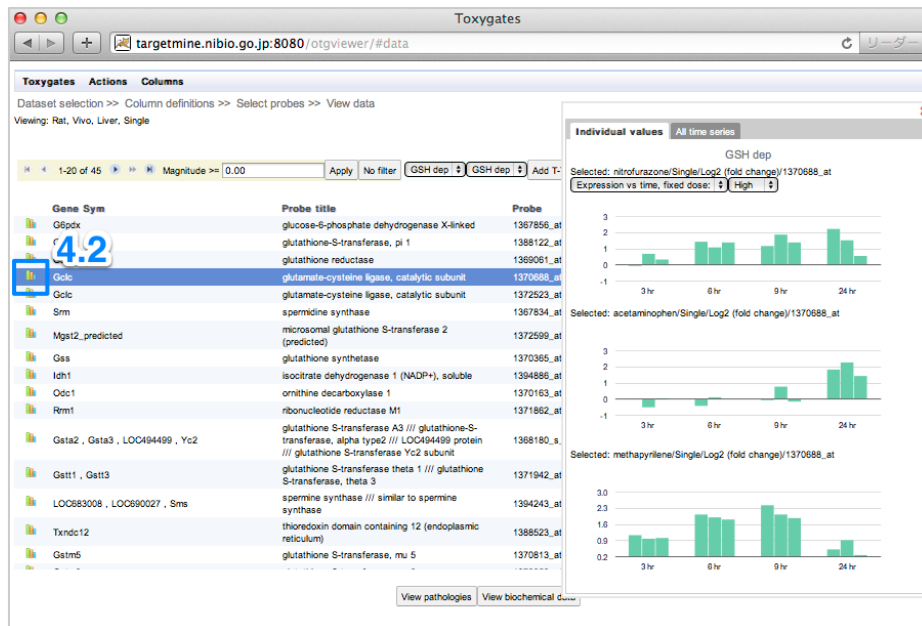 Toxygates
targetmine.nibio.go.jp:8080/otgviewer/#data
リーダー
Toxygates Actions Columns
Dataset selection >> Column definitions >> Select probes >> View data
Viewing: Rat, Vivo, Liver, Single
1-20 of 45 Magnitude >= 0.00 Apply No filter GSH dep GSH dep Add T-
Gene Sym Probe title Probe
G6pdx glucose-6-phosphate dehydrogenase X-linked 1367856_at
glutathione-S-transferase, pi 1 1388122_at
glutathione reductase 1369061_at
4.2
Gclc glutamate-cysteine ligase, catalytic subunit 1370688_at
Gclc glutamate-cysteine ligase, catalytic subunit 1372523_at
Srm spermidine synthase 1367834_at
Mgst2_predicted microsomal glutathione S-transferase 2 (predicted) 1372599_at
Gss glutathione synthetase 1370365_at
Idh1 isocitrate dehydrogenase 1 (NADP+), soluble 1394886_at
Odc1 ornithine decarboxylase 1 1370163_at
Rrm1 ribonucleotide reductase M1 1371862_at
Gsta2 , Gsta3 , LOC494499 , Yc2 glutathione S-transferase A3 /// glutathione-S-transferase, alpha type2 /// LOC494499 protein /// glutathione S-transferase Yc2 subunit 1368180_s_
Gstt1 , Gstt3 glutathione S-transferase theta 1 /// glutathione S-transferase, theta 3 1371942_at
LOC683008 , LOC690027 , Sms spermine synthase /// similar to spermine synthase 1394243_at
Txndc12 thioredoxin domain containing 12 (endoplasmic reticulum) 1388523_at
Gstm5 glutathione S-transferase, mu 5 1370813_at
View pathologies View biochemical data
Individual values All time series
GSH dep
Selected: nitrofurazone/Single/Log2 (fold change)/1370688_at
Expression vs time, fixed dose: High
3
2
1
0
-1
3 hr 6 hr 9 hr 24 hr
Selected: acetaminophen/Single/Log2 (fold change)/1370688_at
3
2
1
0
-1
3 hr 6 hr 9 hr 24 hr
Selected: methapyrilene/Single/Log2 (fold change)/1370688_at
3.0
2.3
1.6
0.9
0.2
3 hr 6 hr 9 hr 24 hr